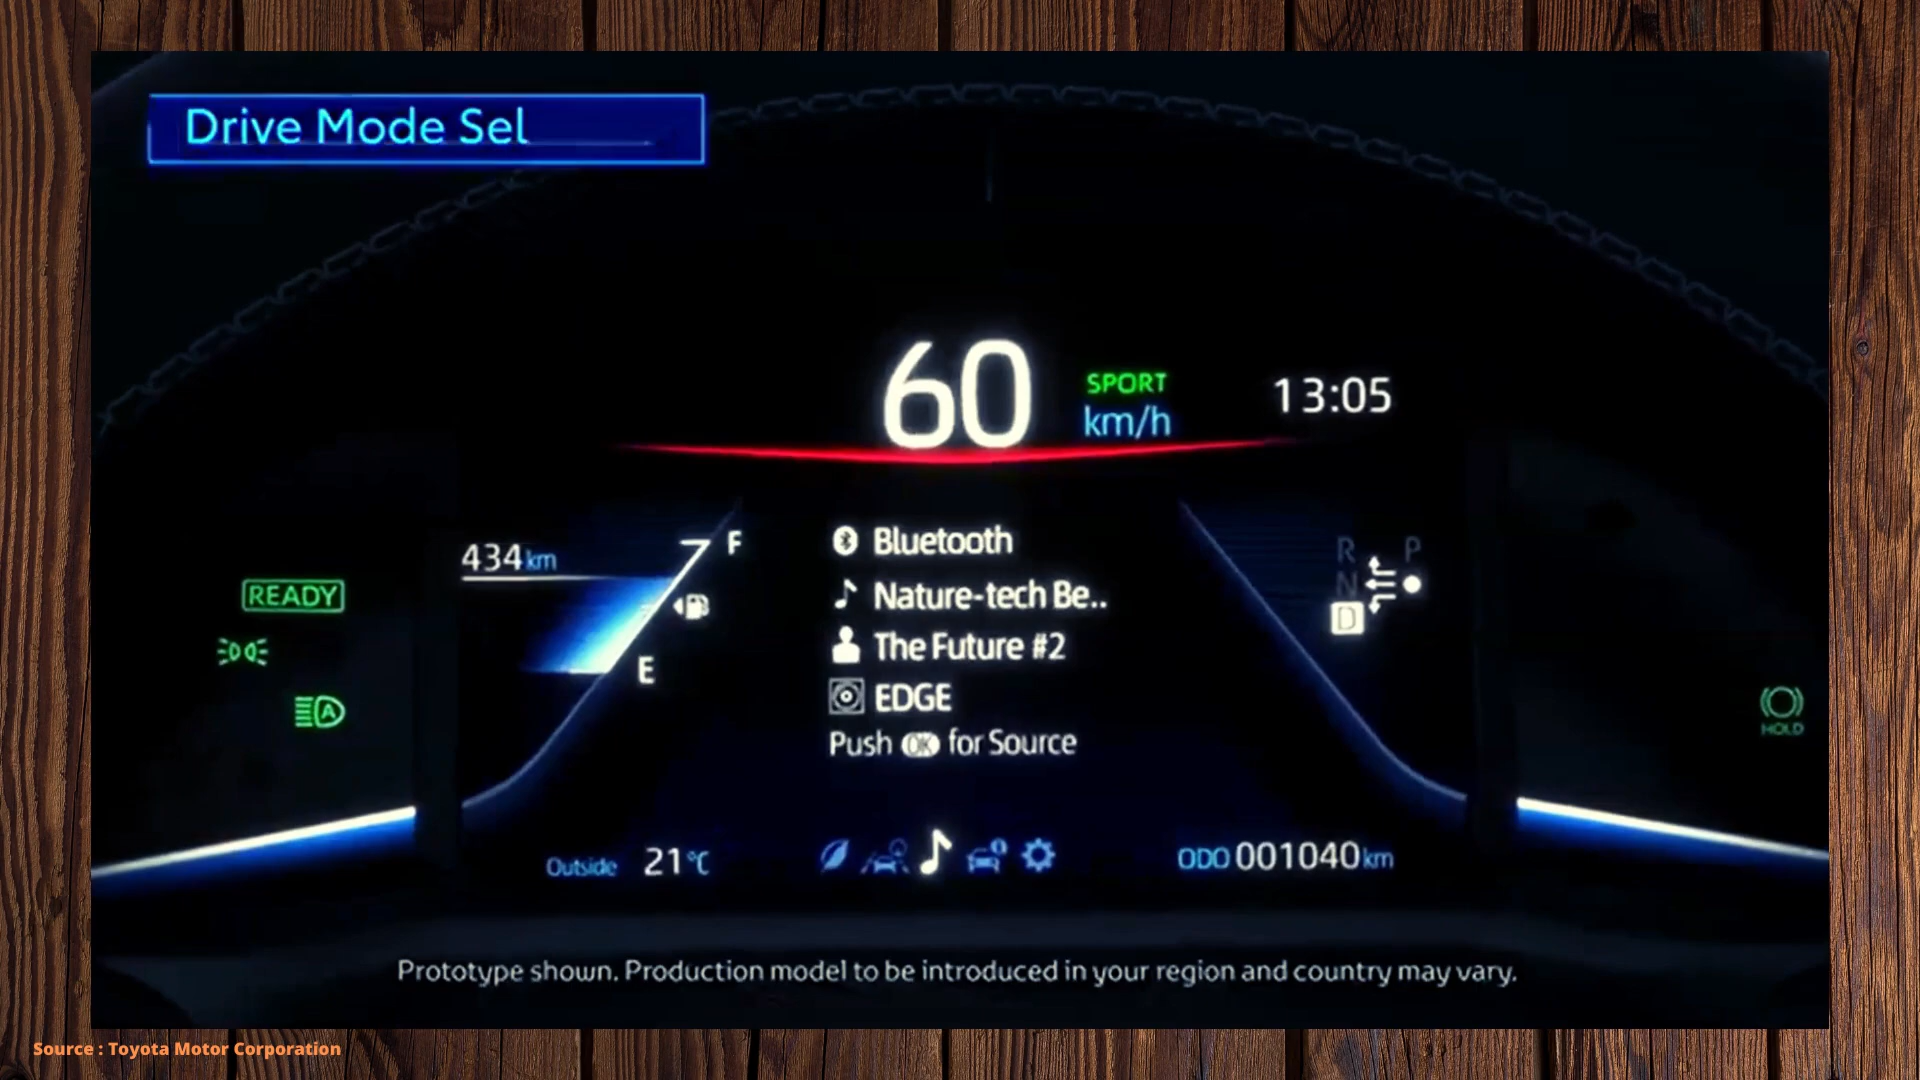 Drive Mode Sel
60
SPORT
km/h
13:05
434km
F
E
READY
A
Bluetooth
Nature-tech Be..
The Future #2
EDGE
Push OK for Source
R
P
N
D
HOLD
Outside 21°C
ODO 001040km
Prototype shown. Production model to be introduced in your region and country may vary.
Source : Toyota Motor Corporation